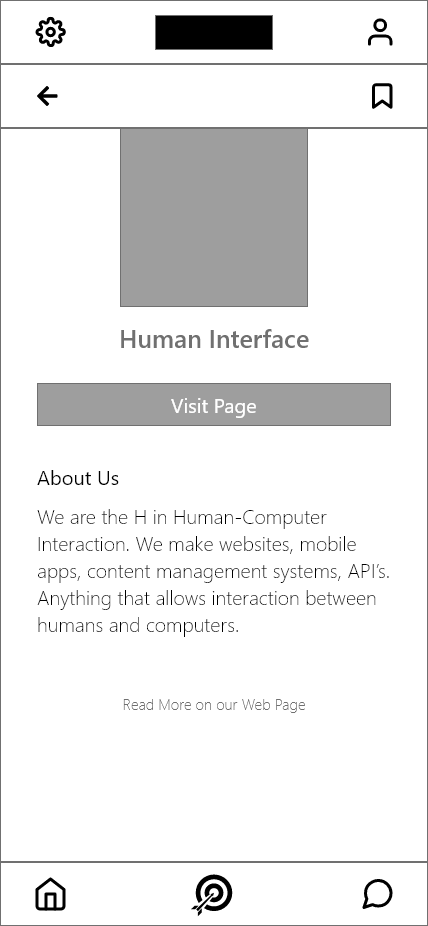 Human Interface
Visit Page
About Us
We are the H in Human-Computer
Interaction. We make websites, mobile
apps, content management systems, API’s.
Anything that allows interaction between
humans and computers.
Read More on our Web Page